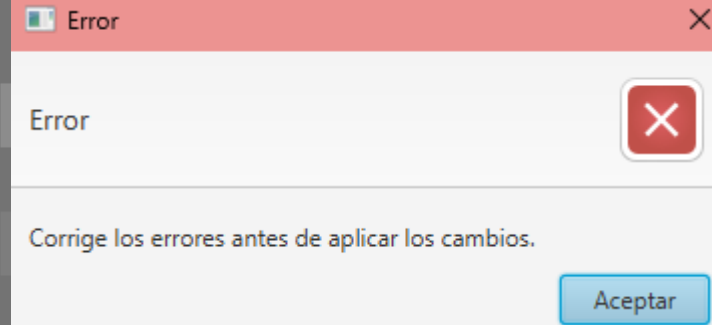 Error
Error
Corrige los errores antes de aplicar los cambios.
Aceptar